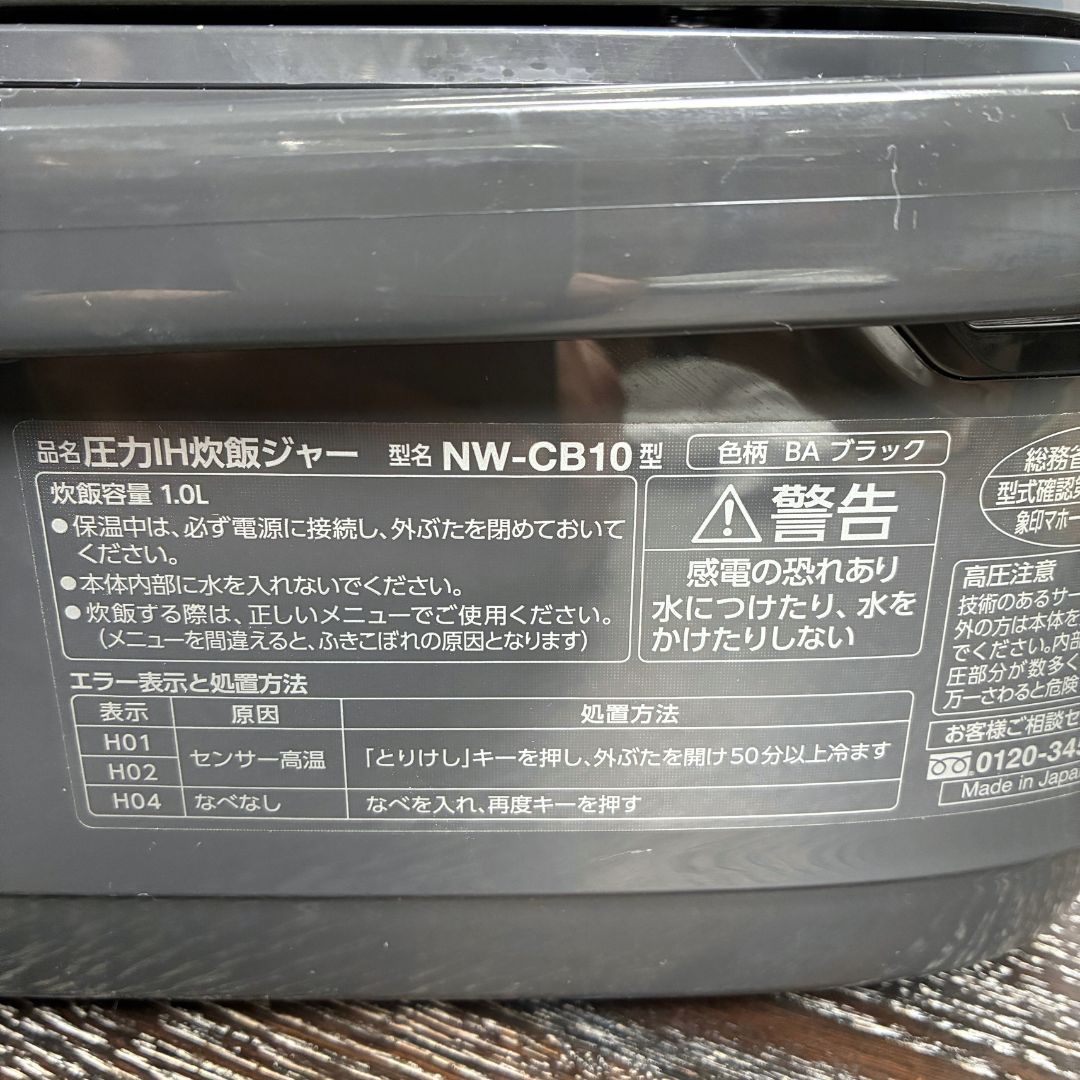 品名 圧力IH炊飯ジャー 型名 NW-CB10型 色柄 BA ブラック
炊飯容量 1.0L
●保温中は、必ず電源に接続し、外ぶたを閉めておいて
ください。
●本体内部に水を入れないでください。
●炊飯する際は、正しいメニューでご使用ください。
(メニューを間違えると、ふきこぼれの原因となります)
警告
感電の恐れあり
水につけたり、水を
かけたりしない
エラー表示と処置方法
表示 原因 処置方法
H01
H02
センサー高温 「とりけし」キーを押し、外ぶたを開け50分以上冷ます
H04 なべなし なべを入れ、再度キーを押す
総務省
型式確認第
象印マホー
高圧注意
技術のあるサー
外の方は本体を
でください。内部
圧部分が数多く
万一さわると危険
お客様ご相談セ
0120-345
Made in Japan